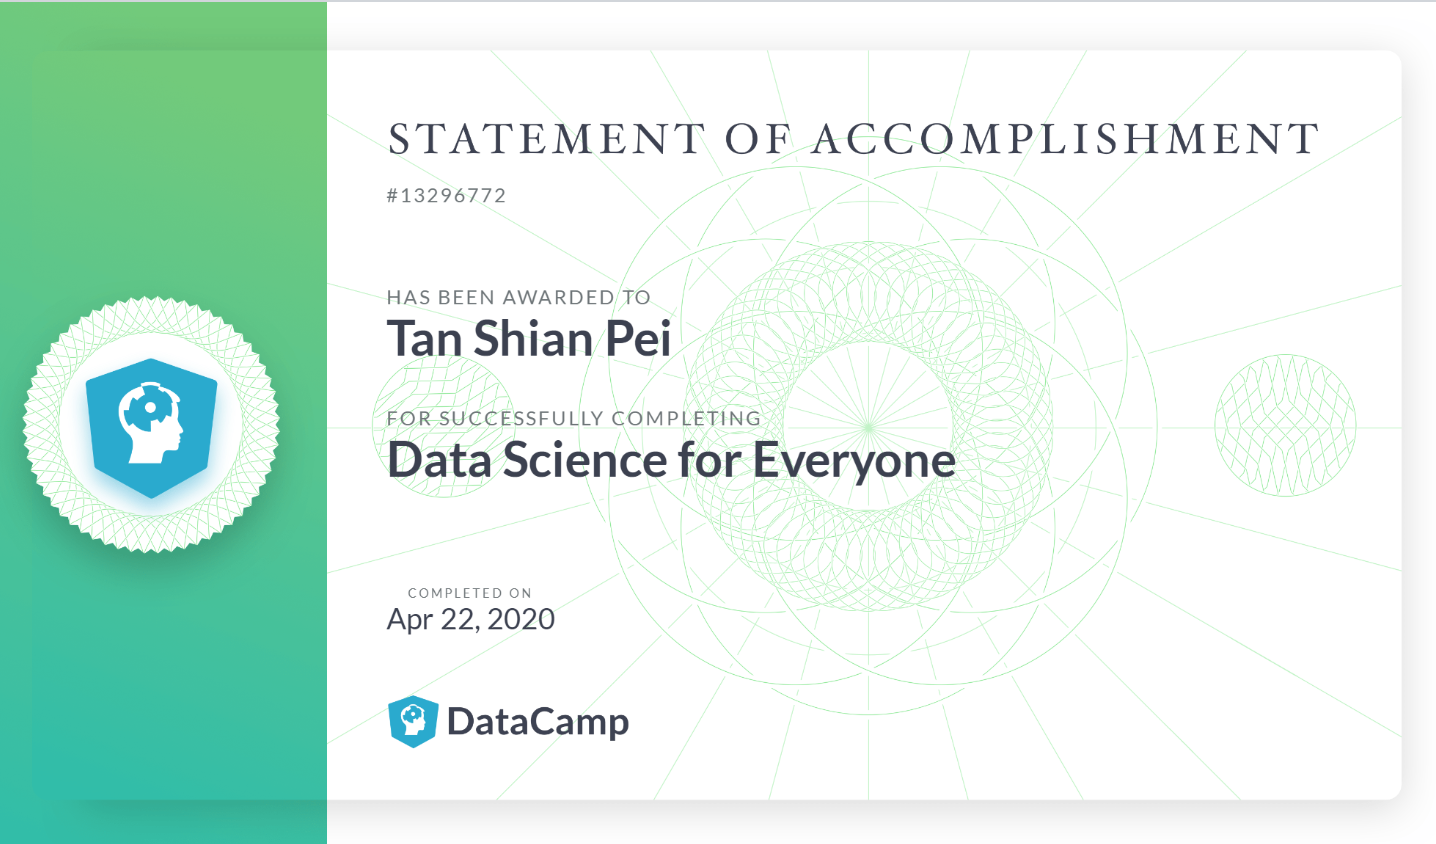 STATEMENT OF ACCOMPLISHMENT
#13296772
HAS BEEN AWARDED TO
Tan Shian Pei
FOR SUCCESSFULLY COMPLETING
Data Science for Everyone
COMPLETED ON
Apr 22, 2020
DataCamp